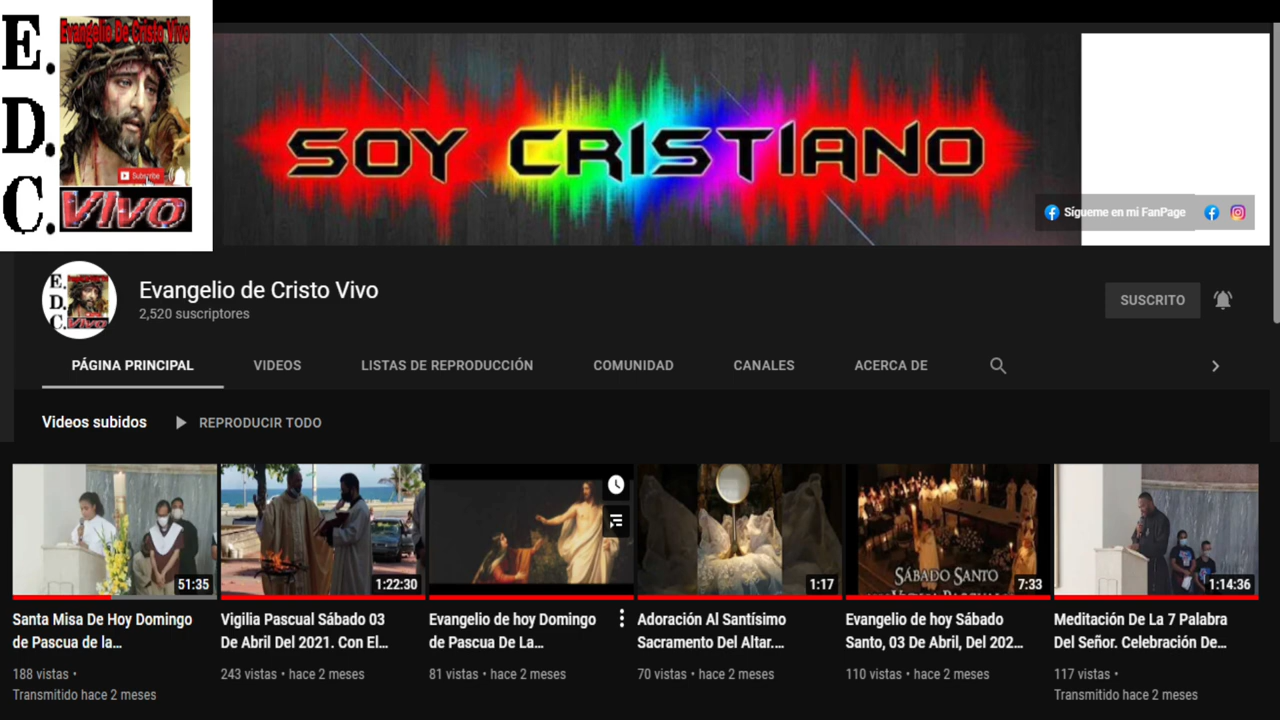 E.
D.
C.
Evangelio De Cristo Vivo
Subscribe
Vivo
SOY CRISTIANO
Sígueme en mi FanPage
Evangelio de Cristo Vivo
2,520 suscriptores
SUSCRITO
PÁGINA PRINCIPAL VIDEOS LISTAS DE REPRODUCCIÓN COMUNIDAD CANALES ACERCA DE
Videos subidos REPRODUCIR TODO
51:35
1:22:30
1:17
SÁBADO SANTO
7:33
1:14:36
Santa Misa De Hoy Domingo
de Pascua de la...
188 vistas •
Transmitido hace 2 meses
Vigilia Pascual Sábado 03
De Abril Del 2021. Con El...
243 vistas • hace 2 meses
Evangelio de hoy Domingo
de Pascua De La...
81 vistas • hace 2 meses
Adoración Al Santísimo
Sacramento Del Altar....
70 vistas • hace 2 meses
Evangelio de hoy Sábado
Santo, 03 De Abril, Del 202...
110 vistas • hace 2 meses
Meditación De La 7 Palabra
Del Señor. Celebración De...
117 vistas •
Transmitido hace 2 meses